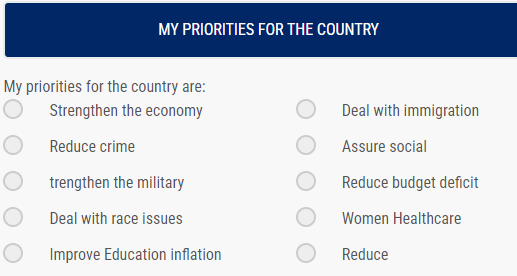 MY PRIORITIES FOR THE COUNTRY
My priorities for the country are:
Strengthen the economy
Deal with immigration
Reduce crime
Assure social
trengthen the military
Reduce budget deficit
Deal with race issues
Women Healthcare
Improve Education inflation
Reduce